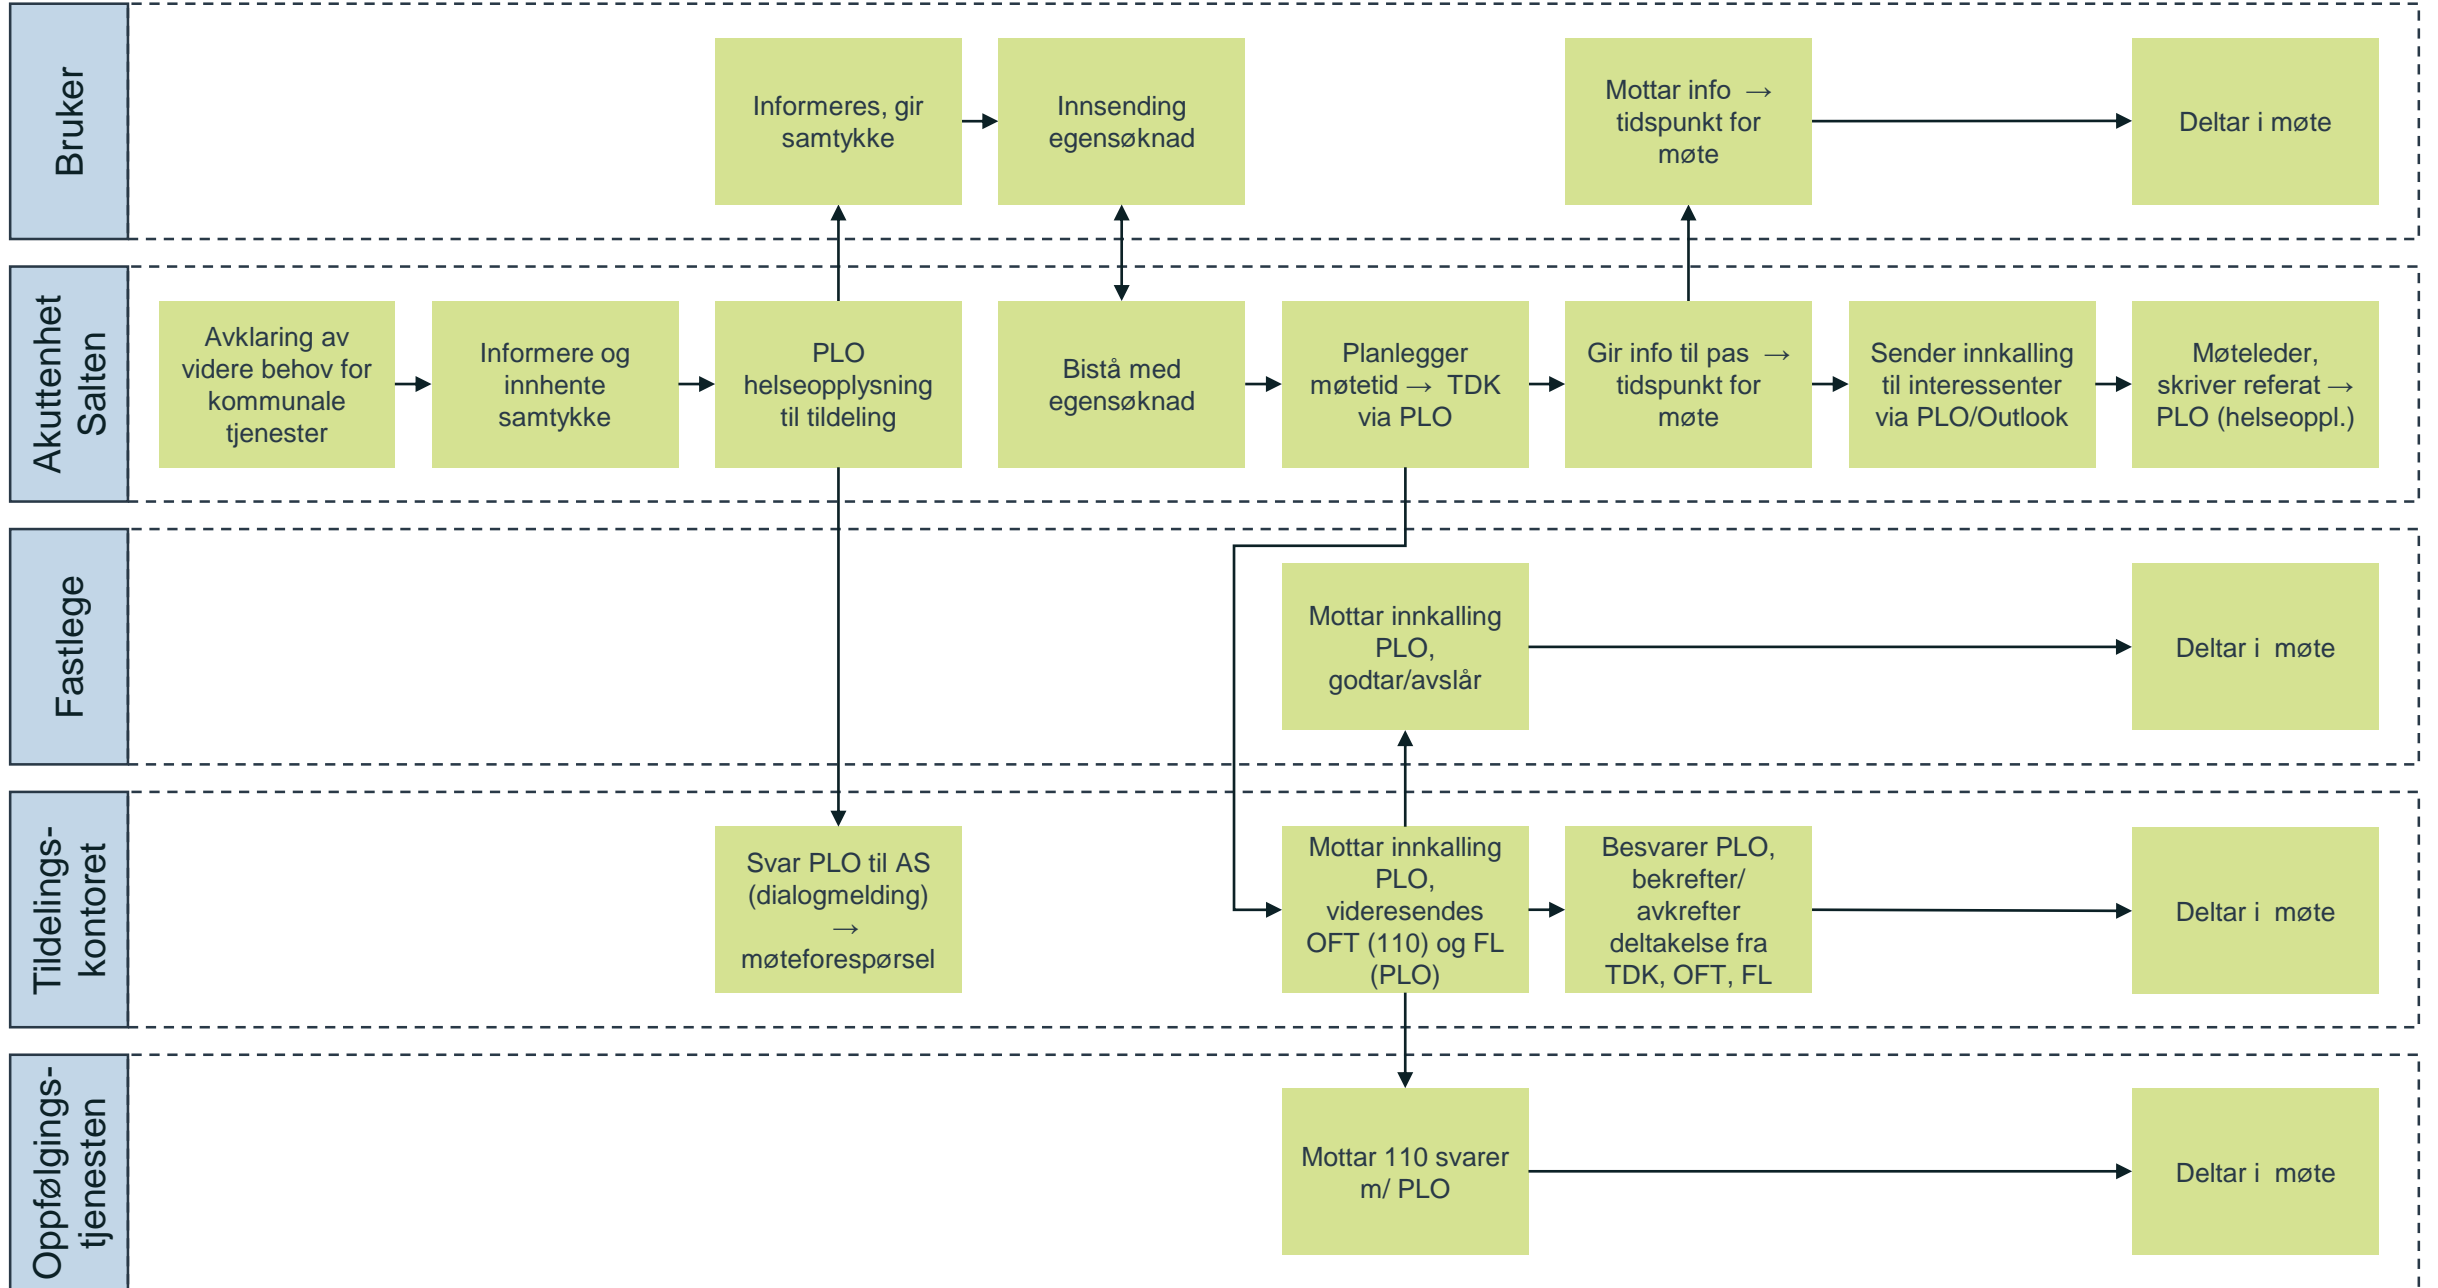 Bruker
Informeres, gir
samtykke
Innsending
egensøknad
Mottar info →
tidspunkt for
møte
Deltar i møte
Akuttenhet
Salten
Avklaring av
videre behov for
kommunale
tjenester
Informere og
innhente
samtykke
PLO
helseopplysning
til tildeling
Bistå med
egensøknad
Planlegger
møtetid → TDK
via PLO
Gir info til pas →
tidspunkt for
møte
Sender innkalling
til interessenter
via PLO/Outlook
Møteleder,
skriver referat →
PLO (helseoppl.)
Fastlege
Mottar innkalling
PLO,
godtar/avslår
Deltar i møte
Tildelings-
kontoret
Svar PLO til AS
(dialogmelding)
→
møteforespørsel
Mottar innkalling
PLO,
videresendes
OFT (110) og FL
(PLO)
Besvarer PLO,
bekrefter/
avkrefter
deltakelse fra
TDK, OFT, FL
Deltar i møte
Oppfølgings-
tjenesten
Mottar 110 svarer
m/ PLO
Deltar i møte